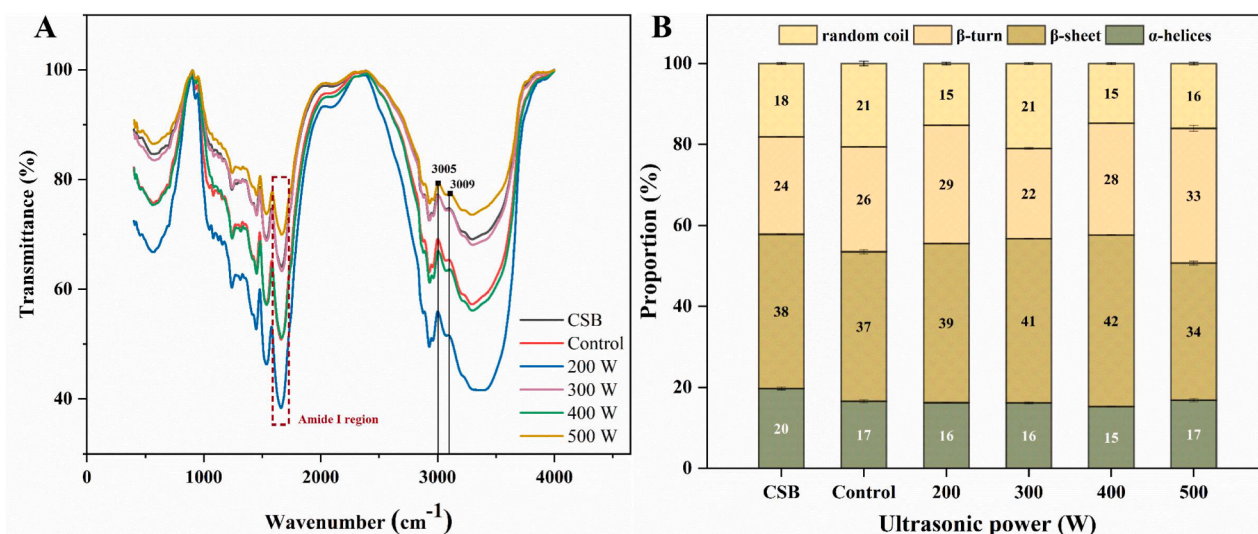 A
Transmittance (%)
100
80
60
40
0
1000
2000
3000
4000
Wavenumber (cm-1)
3005
3009
Amide I region
CSB
Control
200 W
300 W
400 W
500 W
B
random coil β-turn β-sheet α-helices
Proportion (%)
100
80
60
40
20
0
18 21 15 21 15 16
24 26 29 22 28 33
38 37 39 41 42 34
20 17 16 16 15 17
CSB Control 200 300 400 500
Ultrasonic power (W)